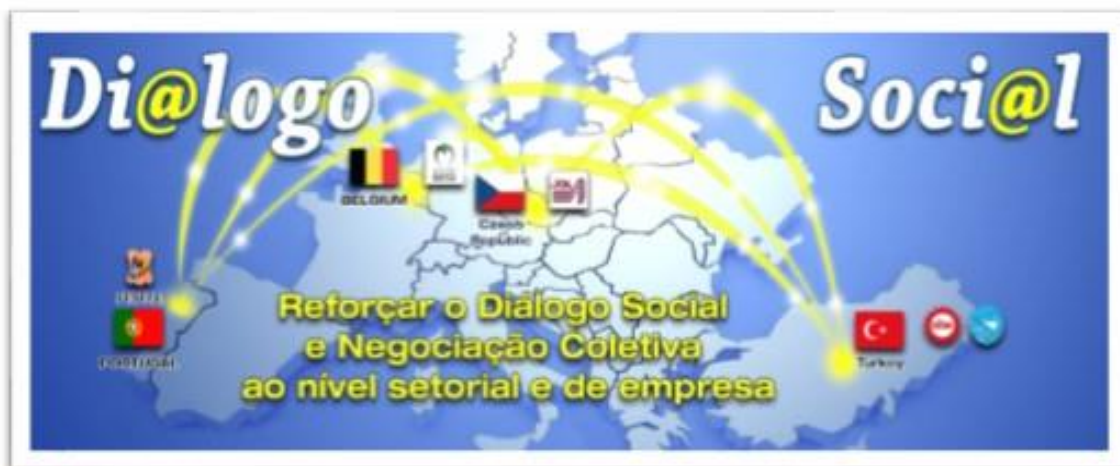 Di@logo
Soci@l
BELGIUM
Czech
Republic
PORTUGAL
Turkey
Reforçar o Diálogo Social
e Negociação Coletiva
ao nível setorial e de empresa